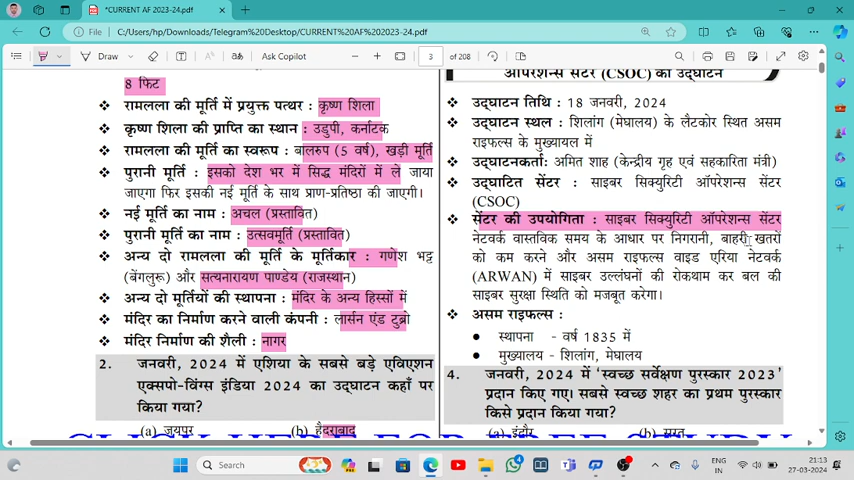 *CURRENT AF 2023-24.pdf
File
C:/Users/hp/Downloads/Telegram%20Desktop/CURRENT%20AF%202023-24.pdf
Draw
Ask Copilot
3 of 208
8 फिट
रामलला की मूर्ति में प्रयुक्त पत्थर : कृष्ण शिला
कृष्ण शिला की प्राप्ति का स्थान : उडुपी, कर्नाटक
रामलला की मूर्ति का स्वरूप : बालरुप (5 वर्ष), खड़ी मूर्ति
पुरानी मूर्ति : इसको देश भर में सिद्ध मंदिरों में ले जाया
जाएगा फिर इसकी नई मूर्ति के साथ प्राण-प्रतिष्ठा की जाएगी।
नई मूर्ति का नाम : अचल (प्रस्तावित)
पुरानी मूर्ति का नाम : उत्सवमूर्ति (प्रस्तावित)
अन्य दो रामलला की मूर्ति के मूर्तिकार : गणेश भट्ट
(बेंगलुरू) और सत्यनारायण पाण्डेय (राजस्थान)
अन्य दो मूर्तियों की स्थापना : मंदिर के अन्य हिस्सों में
मंदिर का निर्माण करने वाली कंपनी : लार्सन एंड टुब्रो
मंदिर निर्माण की शैली : नागर
2. जनवरी, 2024 में एशिया के सबसे बड़े एविएशन
एक्सपो-विंग्स इंडिया 2024 का उद्घाटन कहाँ पर
किया गया?
(a) जयपुर (b) हैदराबाद
ऑपरेशन्स सेंटर (CSOC) का उद्घाटन
उद्घाटन तिथि : 18 जनवरी, 2024
उद्घाटन स्थल : शिलांग (मेघालय) के लैटकोर स्थित असम
राइफल्स के मुख्यायल में
उद्घाटनकर्ता: अमित शाह (केन्द्रीय गृह एवं सहकारिता मंत्री)
उद्घाटित सेंटर : साइबर सिक्युरिटी ऑपरेशन्स सेंटर
(CSOC)
सेंटर की उपयोगिता : साइबर सिक्युरिटी ऑपरेशन्स सेंटर
नेटवर्क वास्तविक समय के आधार पर निगरानी, बाहरी खतरों
को कम करने और असम राइफल्स वाइड एरिया नेटवर्क
(ARWAN) में साइबर उल्लंघनों की रोकथाम कर बल की
साइबर सुरक्षा स्थिति को मजबूत करेगा।
असम राइफल्स :
स्थापना - वर्ष 1835 में
मुख्यालय - शिलांग, मेघालय
4. जनवरी, 2024 में 'स्वच्छ सर्वेक्षण पुरस्कार 2023'
प्रदान किए गए। सबसे स्वच्छ शहर का प्रथम पुरस्कार
किसे प्रदान किया गया?
(a) इंदौर (b) सूरत
CLICK HERE FOR FREE STUDY
Search
4
ENG
IN
21:13
27-03-2024